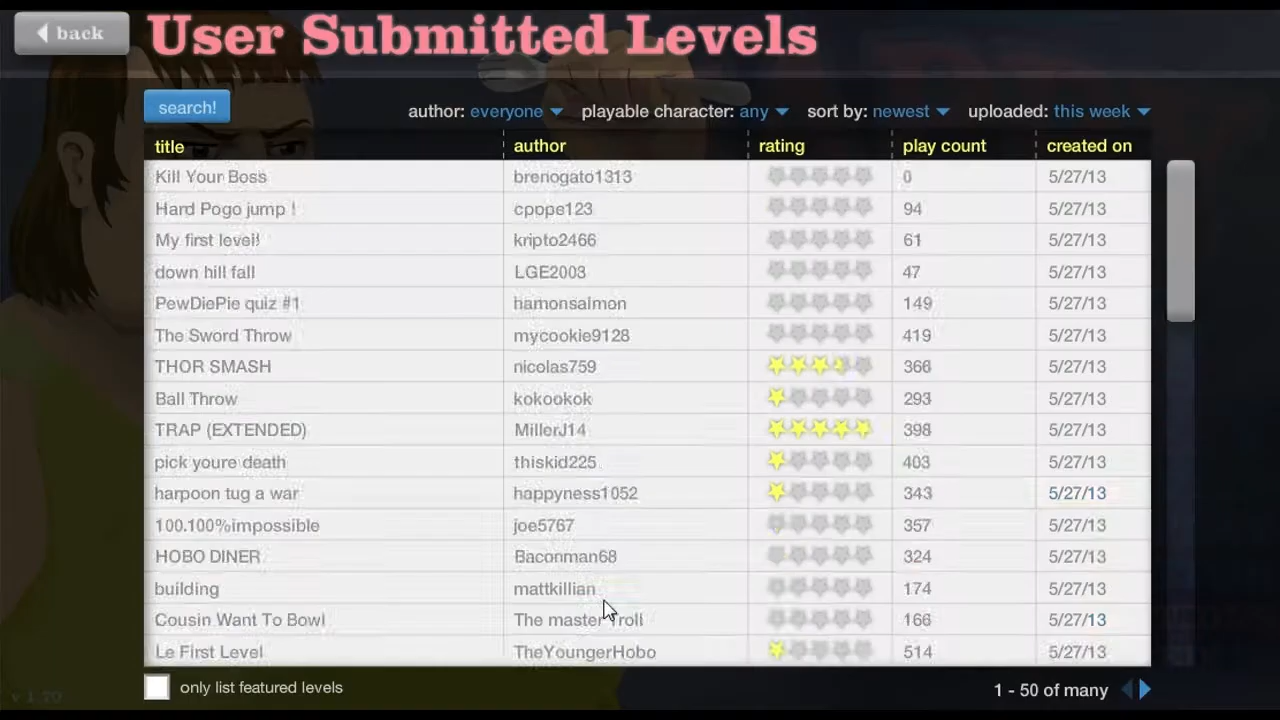 back
User Submitted Levels
search!
author: everyone playable character: any sort by: newest uploaded: this week
title author rating play count created on
Kill Your Boss brenogato1313 0 5/27/13
Hard Pogo jump ! cpope123 94 5/27/13
My first level! kripto2466 61 5/27/13
down hill fall LGE2003 47 5/27/13
PewDiePie quiz #1 hamonsalmon 149 5/27/13
The Sword Throw mycookie9128 419 5/27/13
THOR SMASH nicolas759 366 5/27/13
Ball Throw kokookok 293 5/27/13
TRAP (EXTENDED) MillerJ14 398 5/27/13
pick youre death thiskid225 403 5/27/13
harpoon tug a war happyness1052 343 5/27/13
100.100%impossible joe5767 357 5/27/13
HOBO DINER Baconman68 324 5/27/13
building mattkillian 174 5/27/13
Cousin Want To Bowl The master Troll 166 5/27/13
Le First Level TheYoungerHobo 514 5/27/13
only list featured levels
1 - 50 of many
v 1.70